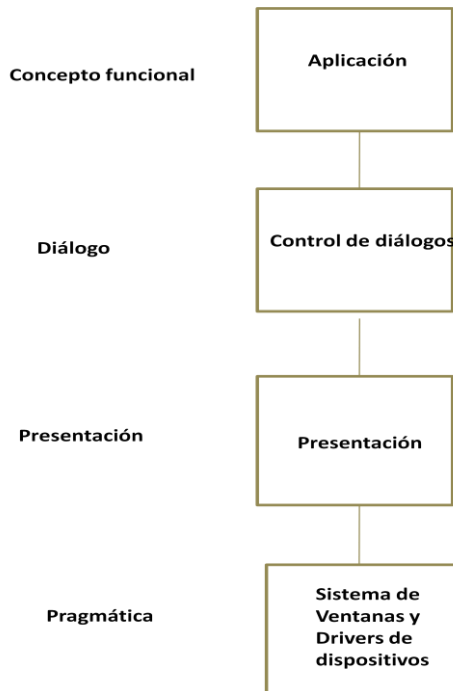 Concepto funcional
Aplicación
Diálogo
Control de diálogos
Presentación
Presentación
Pragmática
Sistema de
Ventanas y
Drivers de
dispositivos